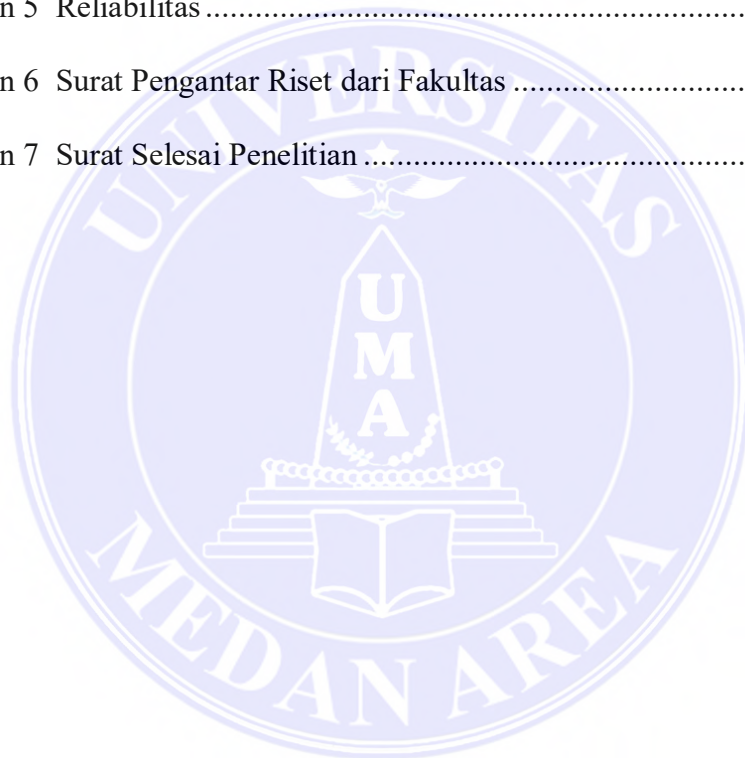 n 5 Reliabilitas ................................................................
n 6 Surat Pengantar Riset dari Fakultas ...........................
n 7 Surat Selesai Penelitian .............................................
UNIVERSITAS
UMA
MEDAN AREA